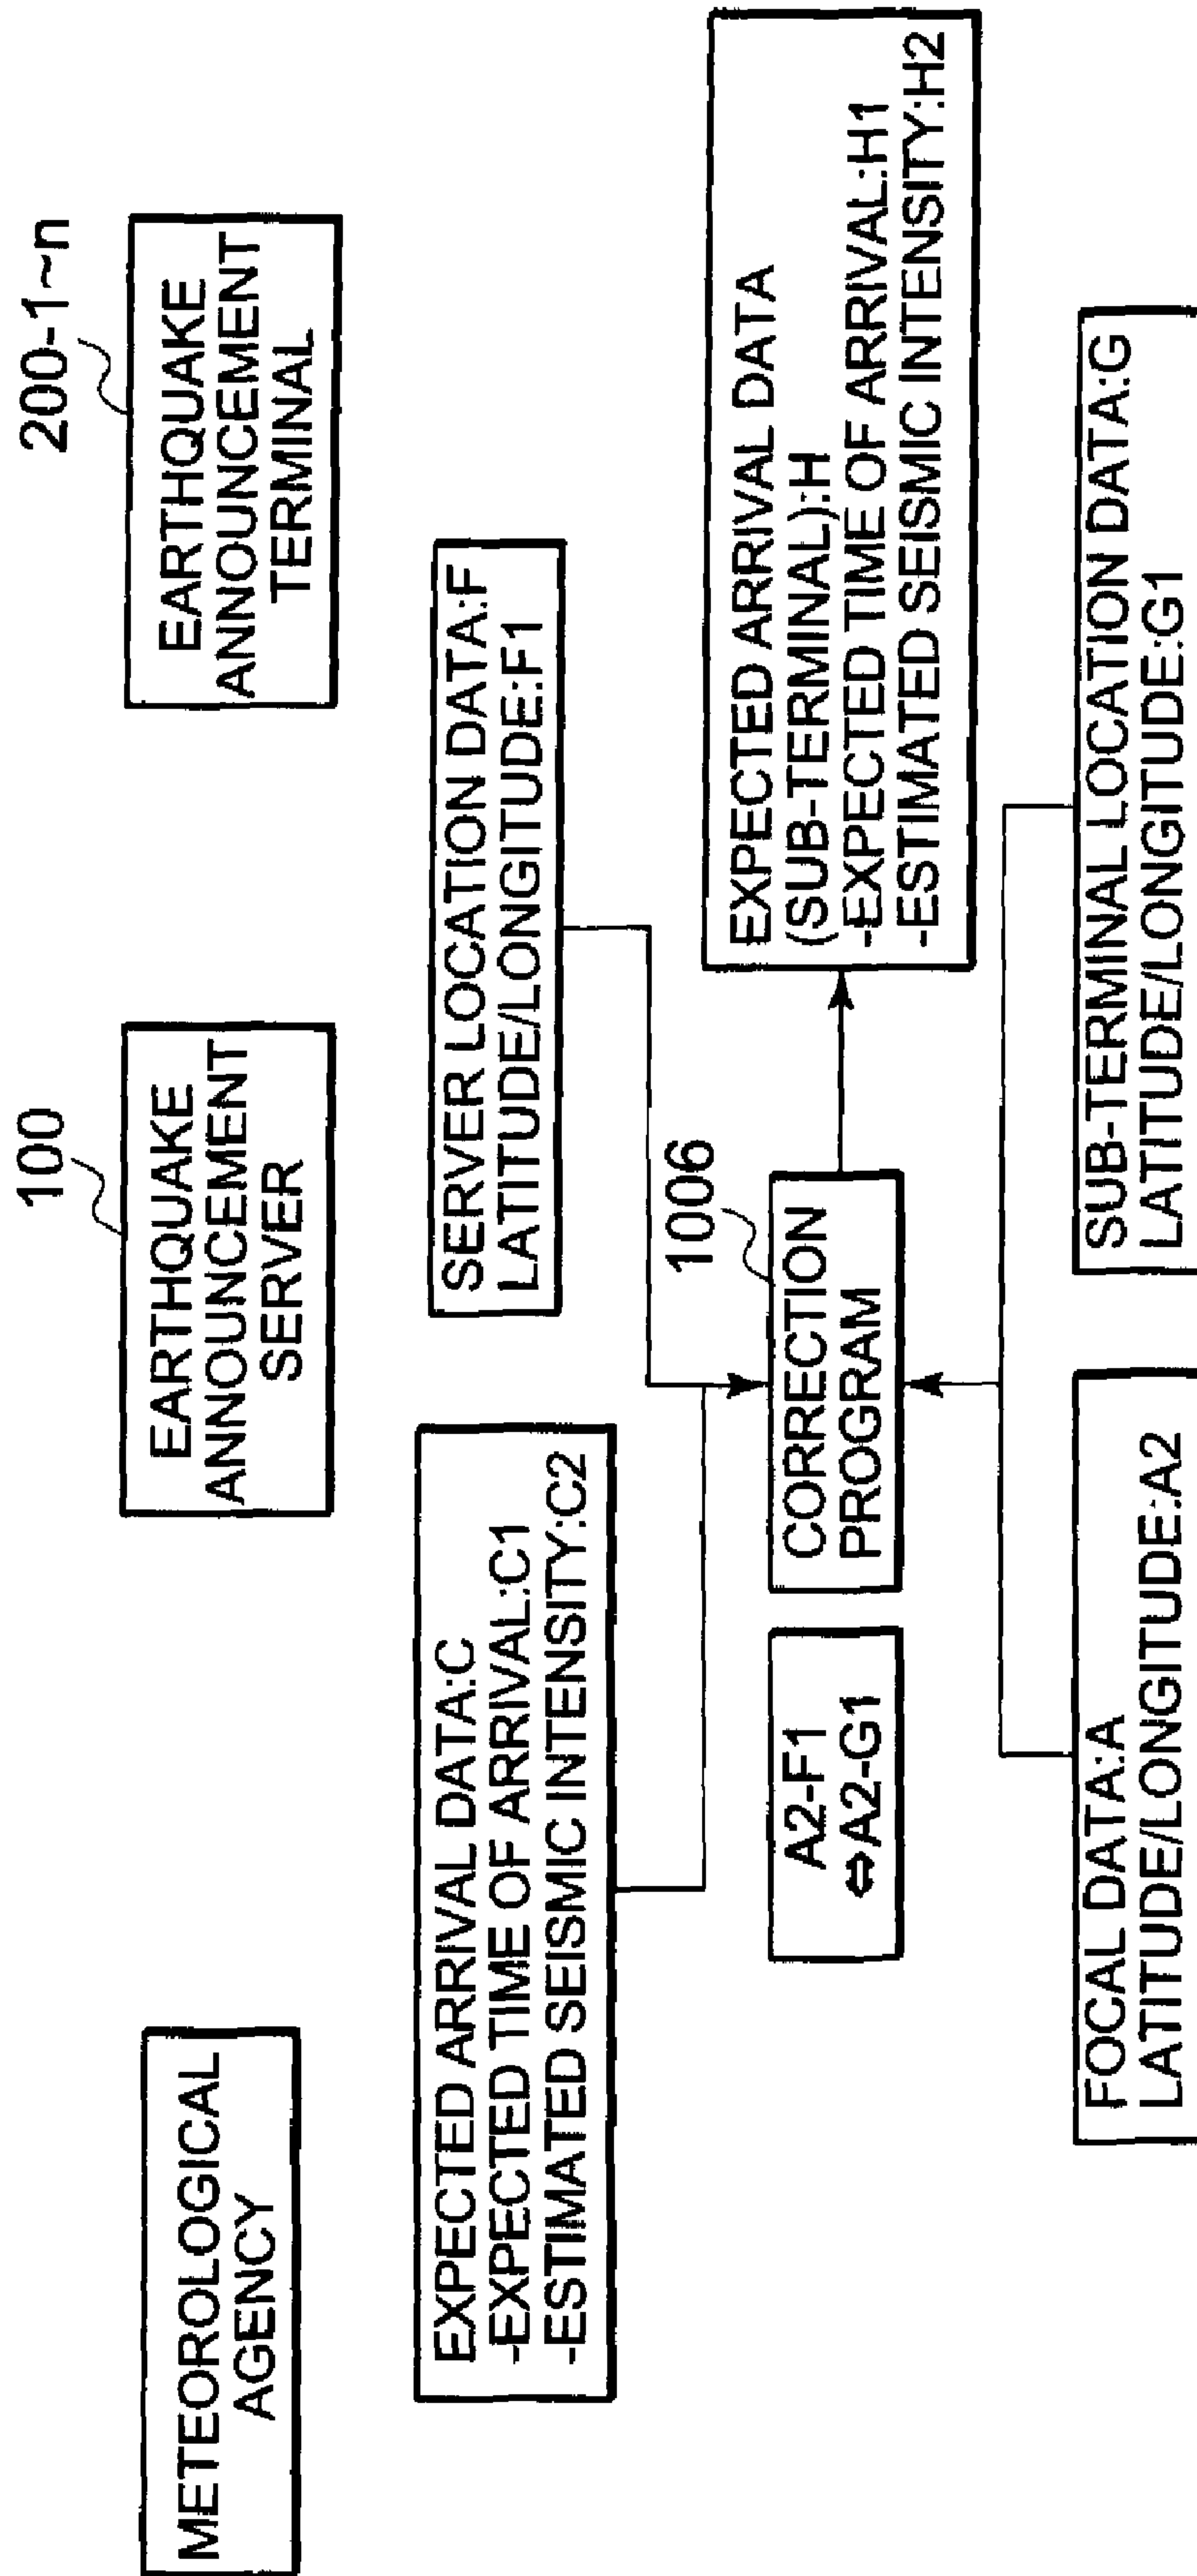 METEOROLOGICAL
AGENCY
100
EARTHQUAKE
ANNOUNCEMENT
SERVER
200-1~n
EARTHQUAKE
ANNOUNCEMENT
TERMINAL
EXPECTED ARRIVAL DATA:C
-EXPECTED TIME OF ARRIVAL:C1
-ESTIMATED SEISMIC INTENSITY:C2
SERVER LOCATION DATA:F
LATITUDE/LONGITUDE:F1
A2-F1
⇔A2-G1
1006
CORRECTION
PROGRAM
EXPECTED ARRIVAL DATA
(SUB-TERMINAL):H
-EXPECTED TIME OF ARRIVAL:H1
-ESTIMATED SEISMIC INTENSITY:H2
FOCAL DATA:A
LATITUDE/LONGITUDE:A2
SUB-TERMINAL LOCATION DATA:G
LATITUDE/LONGITUDE:G1